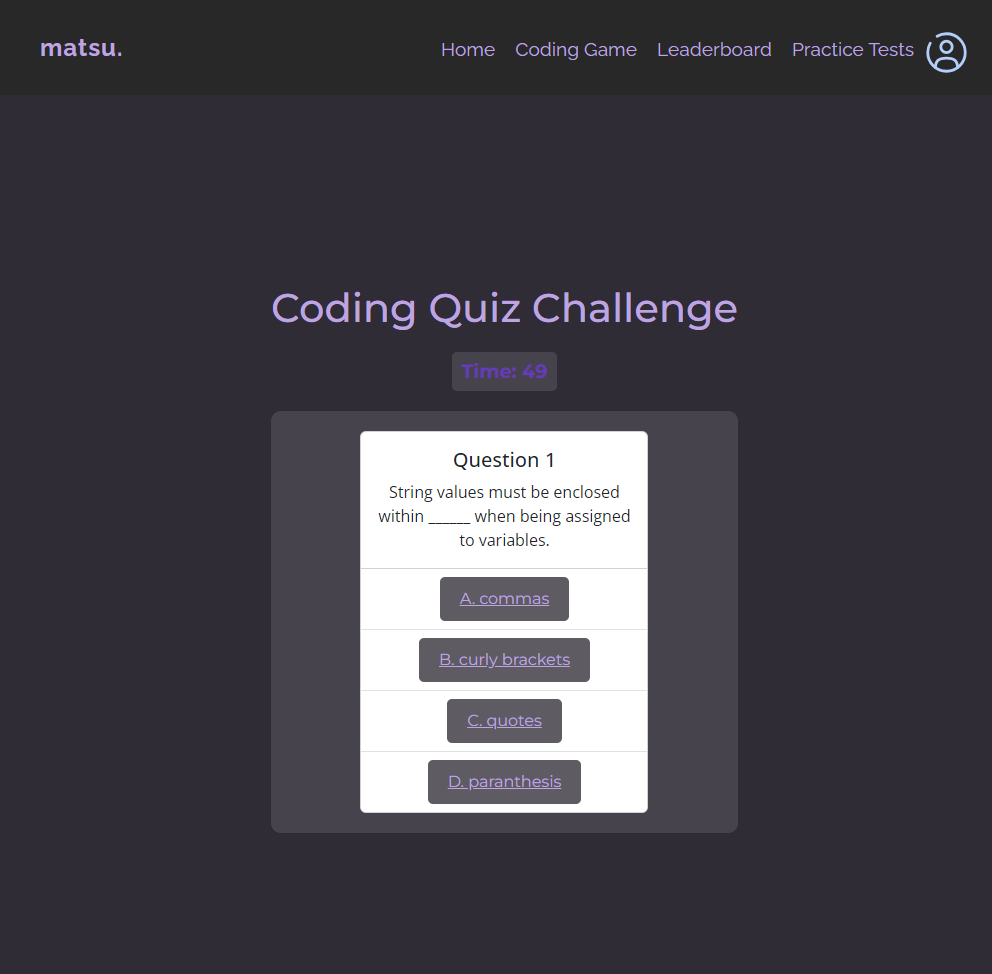 matsu.
Home Coding Game Leaderboard Practice Tests
Coding Quiz Challenge
Time: 49
Question 1
String values must be enclosed
within ______ when being assigned
to variables.
A. commas
B. curly brackets
C. quotes
D. paranthesis